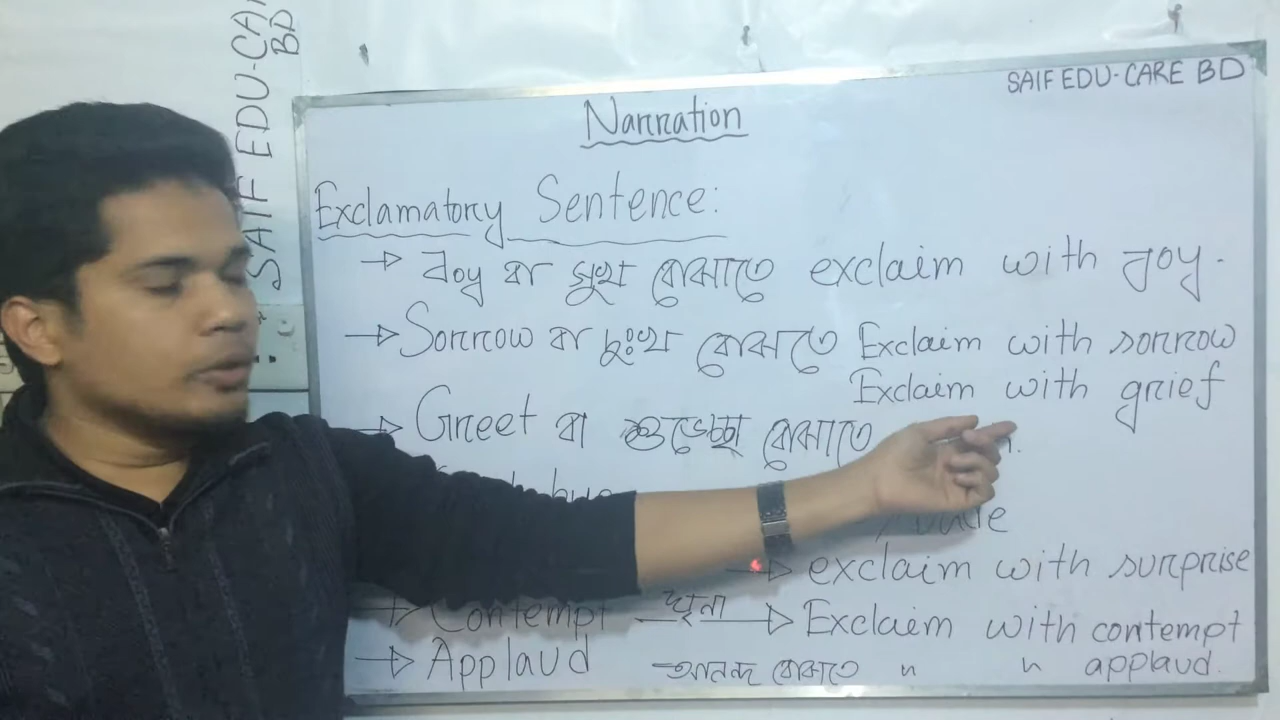 SAIF EDU-CARE BD
SAIF EDU-CARE BD
Narration
Exclamatory Sentence:
→ Joy বা সুখ বোঝাতে exclaim with joy.
→ Sorrow বা দুঃখ বোঝাতে Exclaim with sorrow
Exclaim with grief
→ Greet বা শুভেচ্ছা বোঝাতে
→ exclaim with surprise
→ Contempt ঘৃনা → Exclaim with contempt
→ Applaud আনন্দ বোঝাতে " " applaud.